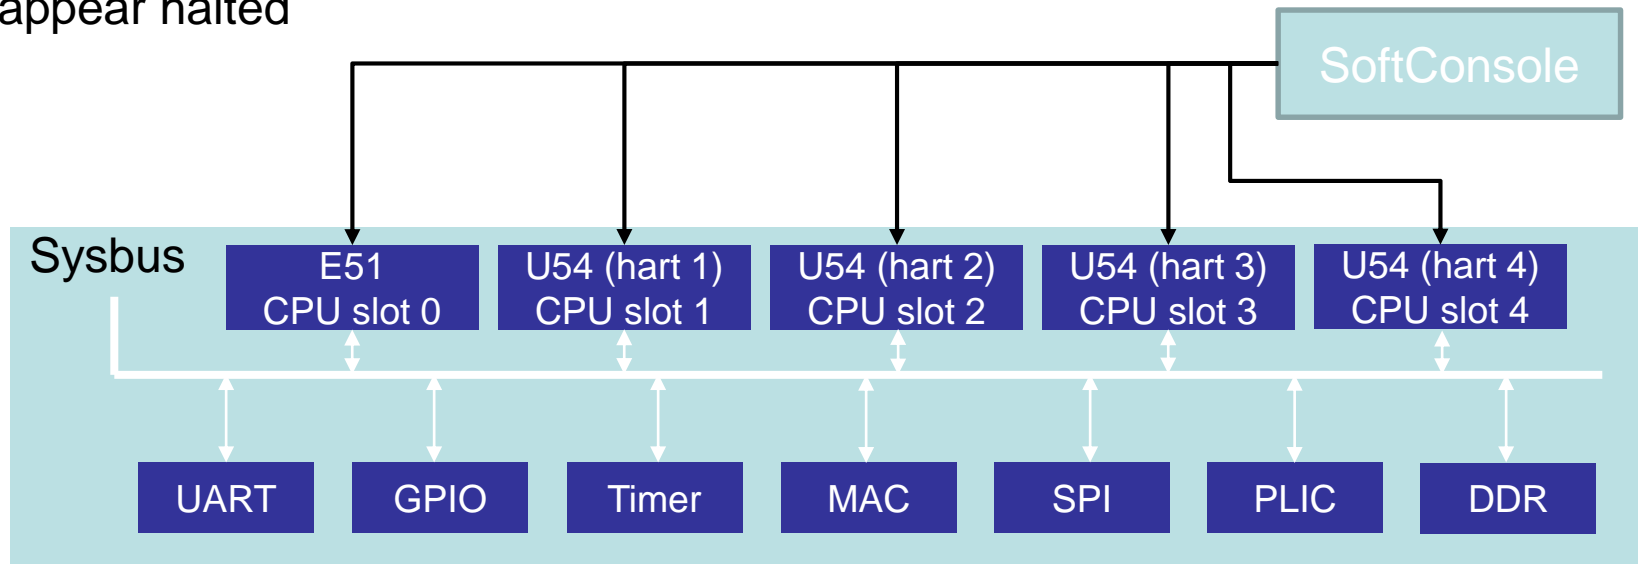 appear halted
SoftConsole
Sysbus
E51
CPU slot 0
U54 (hart 1)
CPU slot 1
U54 (hart 2)
CPU slot 2
U54 (hart 3)
CPU slot 3
U54 (hart 4)
CPU slot 4
UART
GPIO
Timer
MAC
SPI
PLIC
DDR